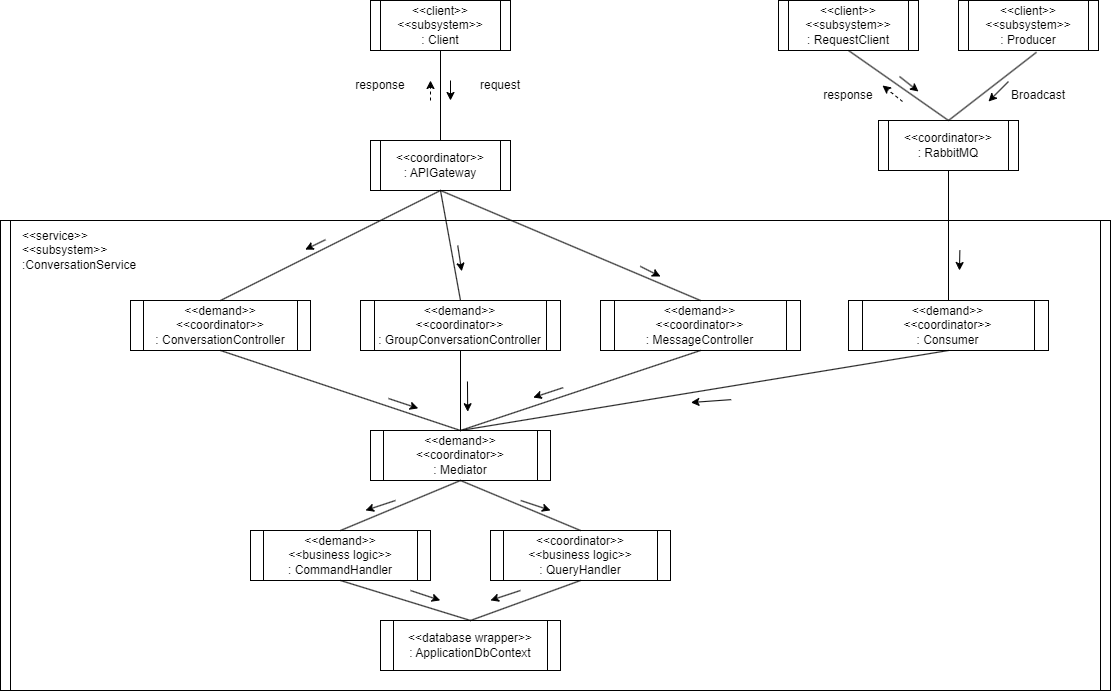 <<client>>
<<subsystem>>
: Client
<<client>>
<<subsystem>>
: RequestClient
<<client>>
<<subsystem>>
: Producer
response
request
response
Broadcast
<<coordinator>>
: APIGateway
<<coordinator>>
: RabbitMQ
<<service>>
<<subsystem>>
:ConversationService
<<demand>>
<<coordinator>>
: ConversationController
<<demand>>
<<coordinator>>
: GroupConversationController
<<demand>>
<<coordinator>>
: MessageController
<<demand>>
<<coordinator>>
: Consumer
<<demand>>
<<coordinator>>
: Mediator
<<demand>>
<<business logic>>
: CommandHandler
<<coordinator>>
<<business logic>>
: QueryHandler
<<database wrapper>>
: ApplicationDbContext